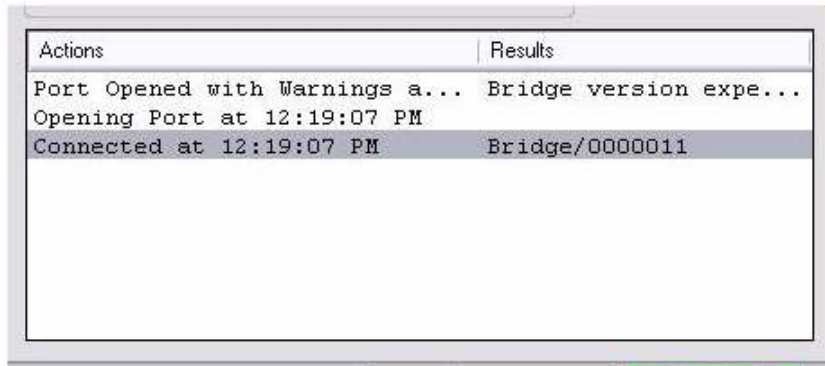 Actions Results
Port Opened with Warnings a... Bridge version expe...
Opening Port at 12:19:07 PM
Connected at 12:19:07 PM Bridge/0000011